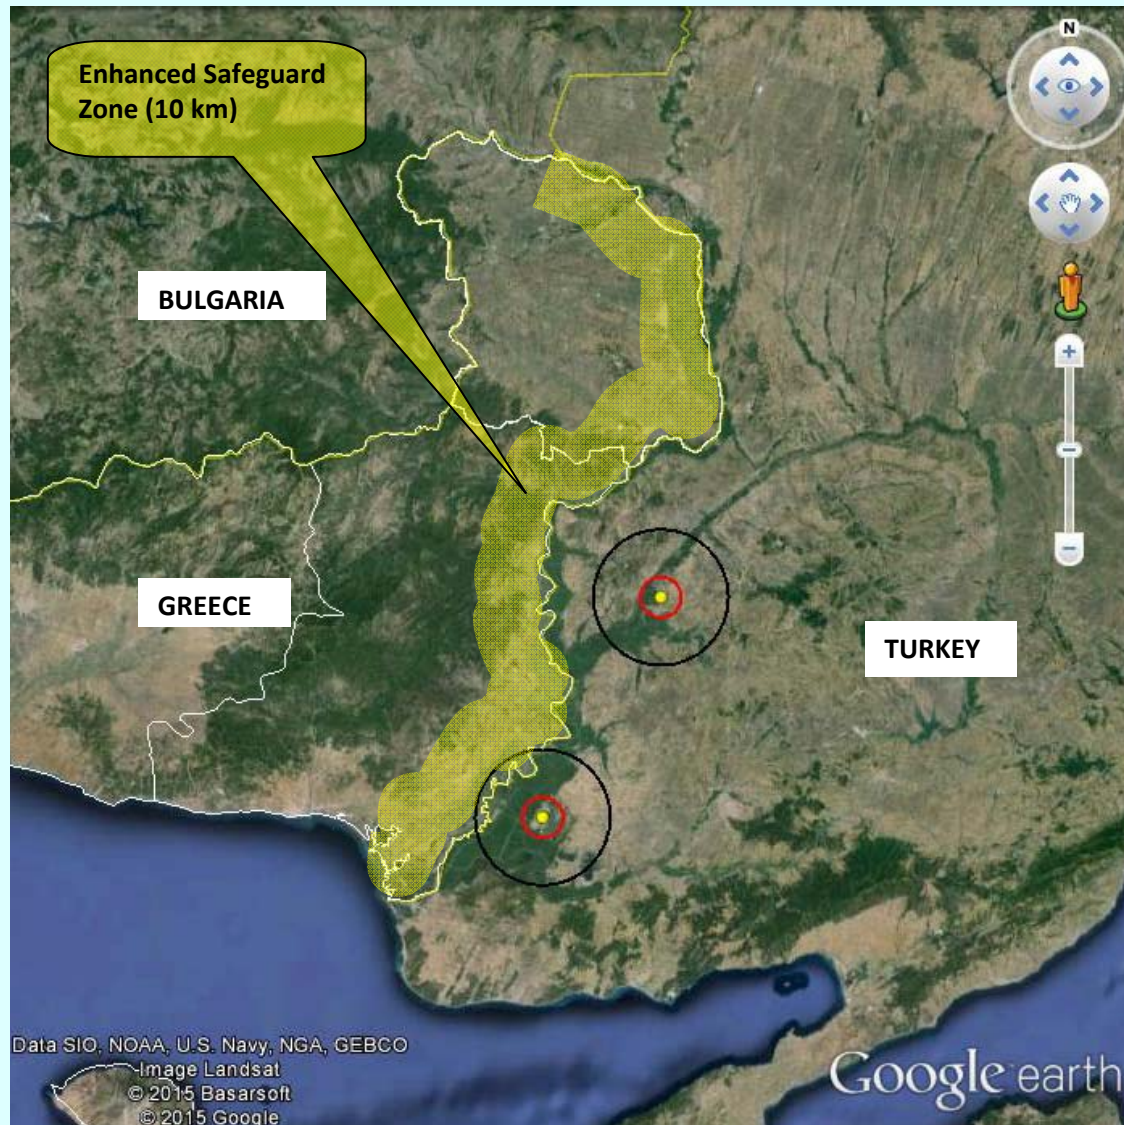 N
Enhanced Safeguard
Zone (10 km)
BULGARIA
GREECE
TURKEY
Data SIO, NOAA, U.S. Navy, NGA, GEBCO
Image Landsat
© 2015 Basarsoft
© 2015 Google
Google earth